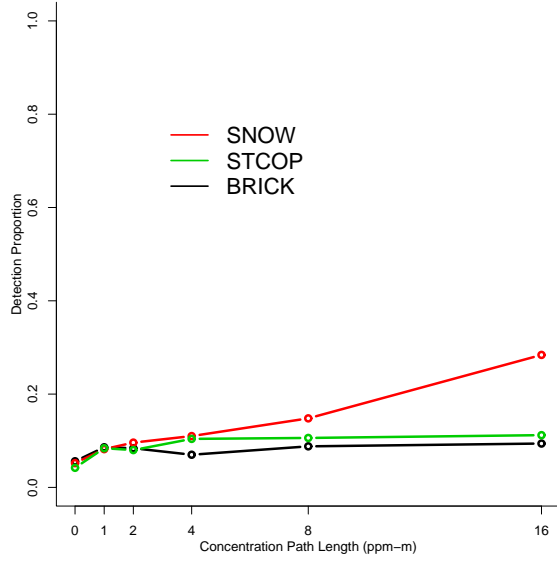 1.0
0.8
0.6
0.4
0.2
0.0
Detection Proportion
SNOW
STCOP
BRICK
0 1 2 4 8 16
Concentration Path Length (ppm−m)